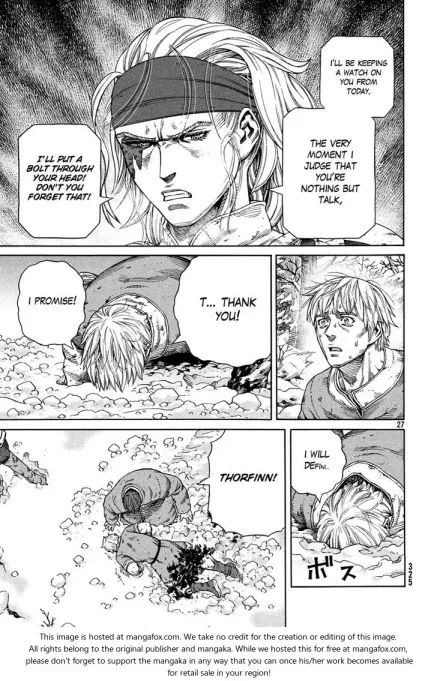 I'LL BE KEEPING
A WATCH ON
YOU FROM
TODAY.
THE VERY
MOMENT I
JUDGE THAT
YOU'RE
NOTHING BUT
TALK,
I'LL PUT A
BOLT THROUGH
YOUR HEAD!
DON'T YOU
FORGET THAT!
T... THANK
YOU!
I PROMISE!
27
I WILL
DEFINI..
ボス
THORFINN!
325
This image is hosted at mangafox.com. We take no credit for the creation or editing of this image.
All rights belong to the original publisher and mangaka. While we hosted this for free at mangafox.com,
please don't forget to support the mangaka in any way that you can once his/her work becomes available
for retail sale in your region!